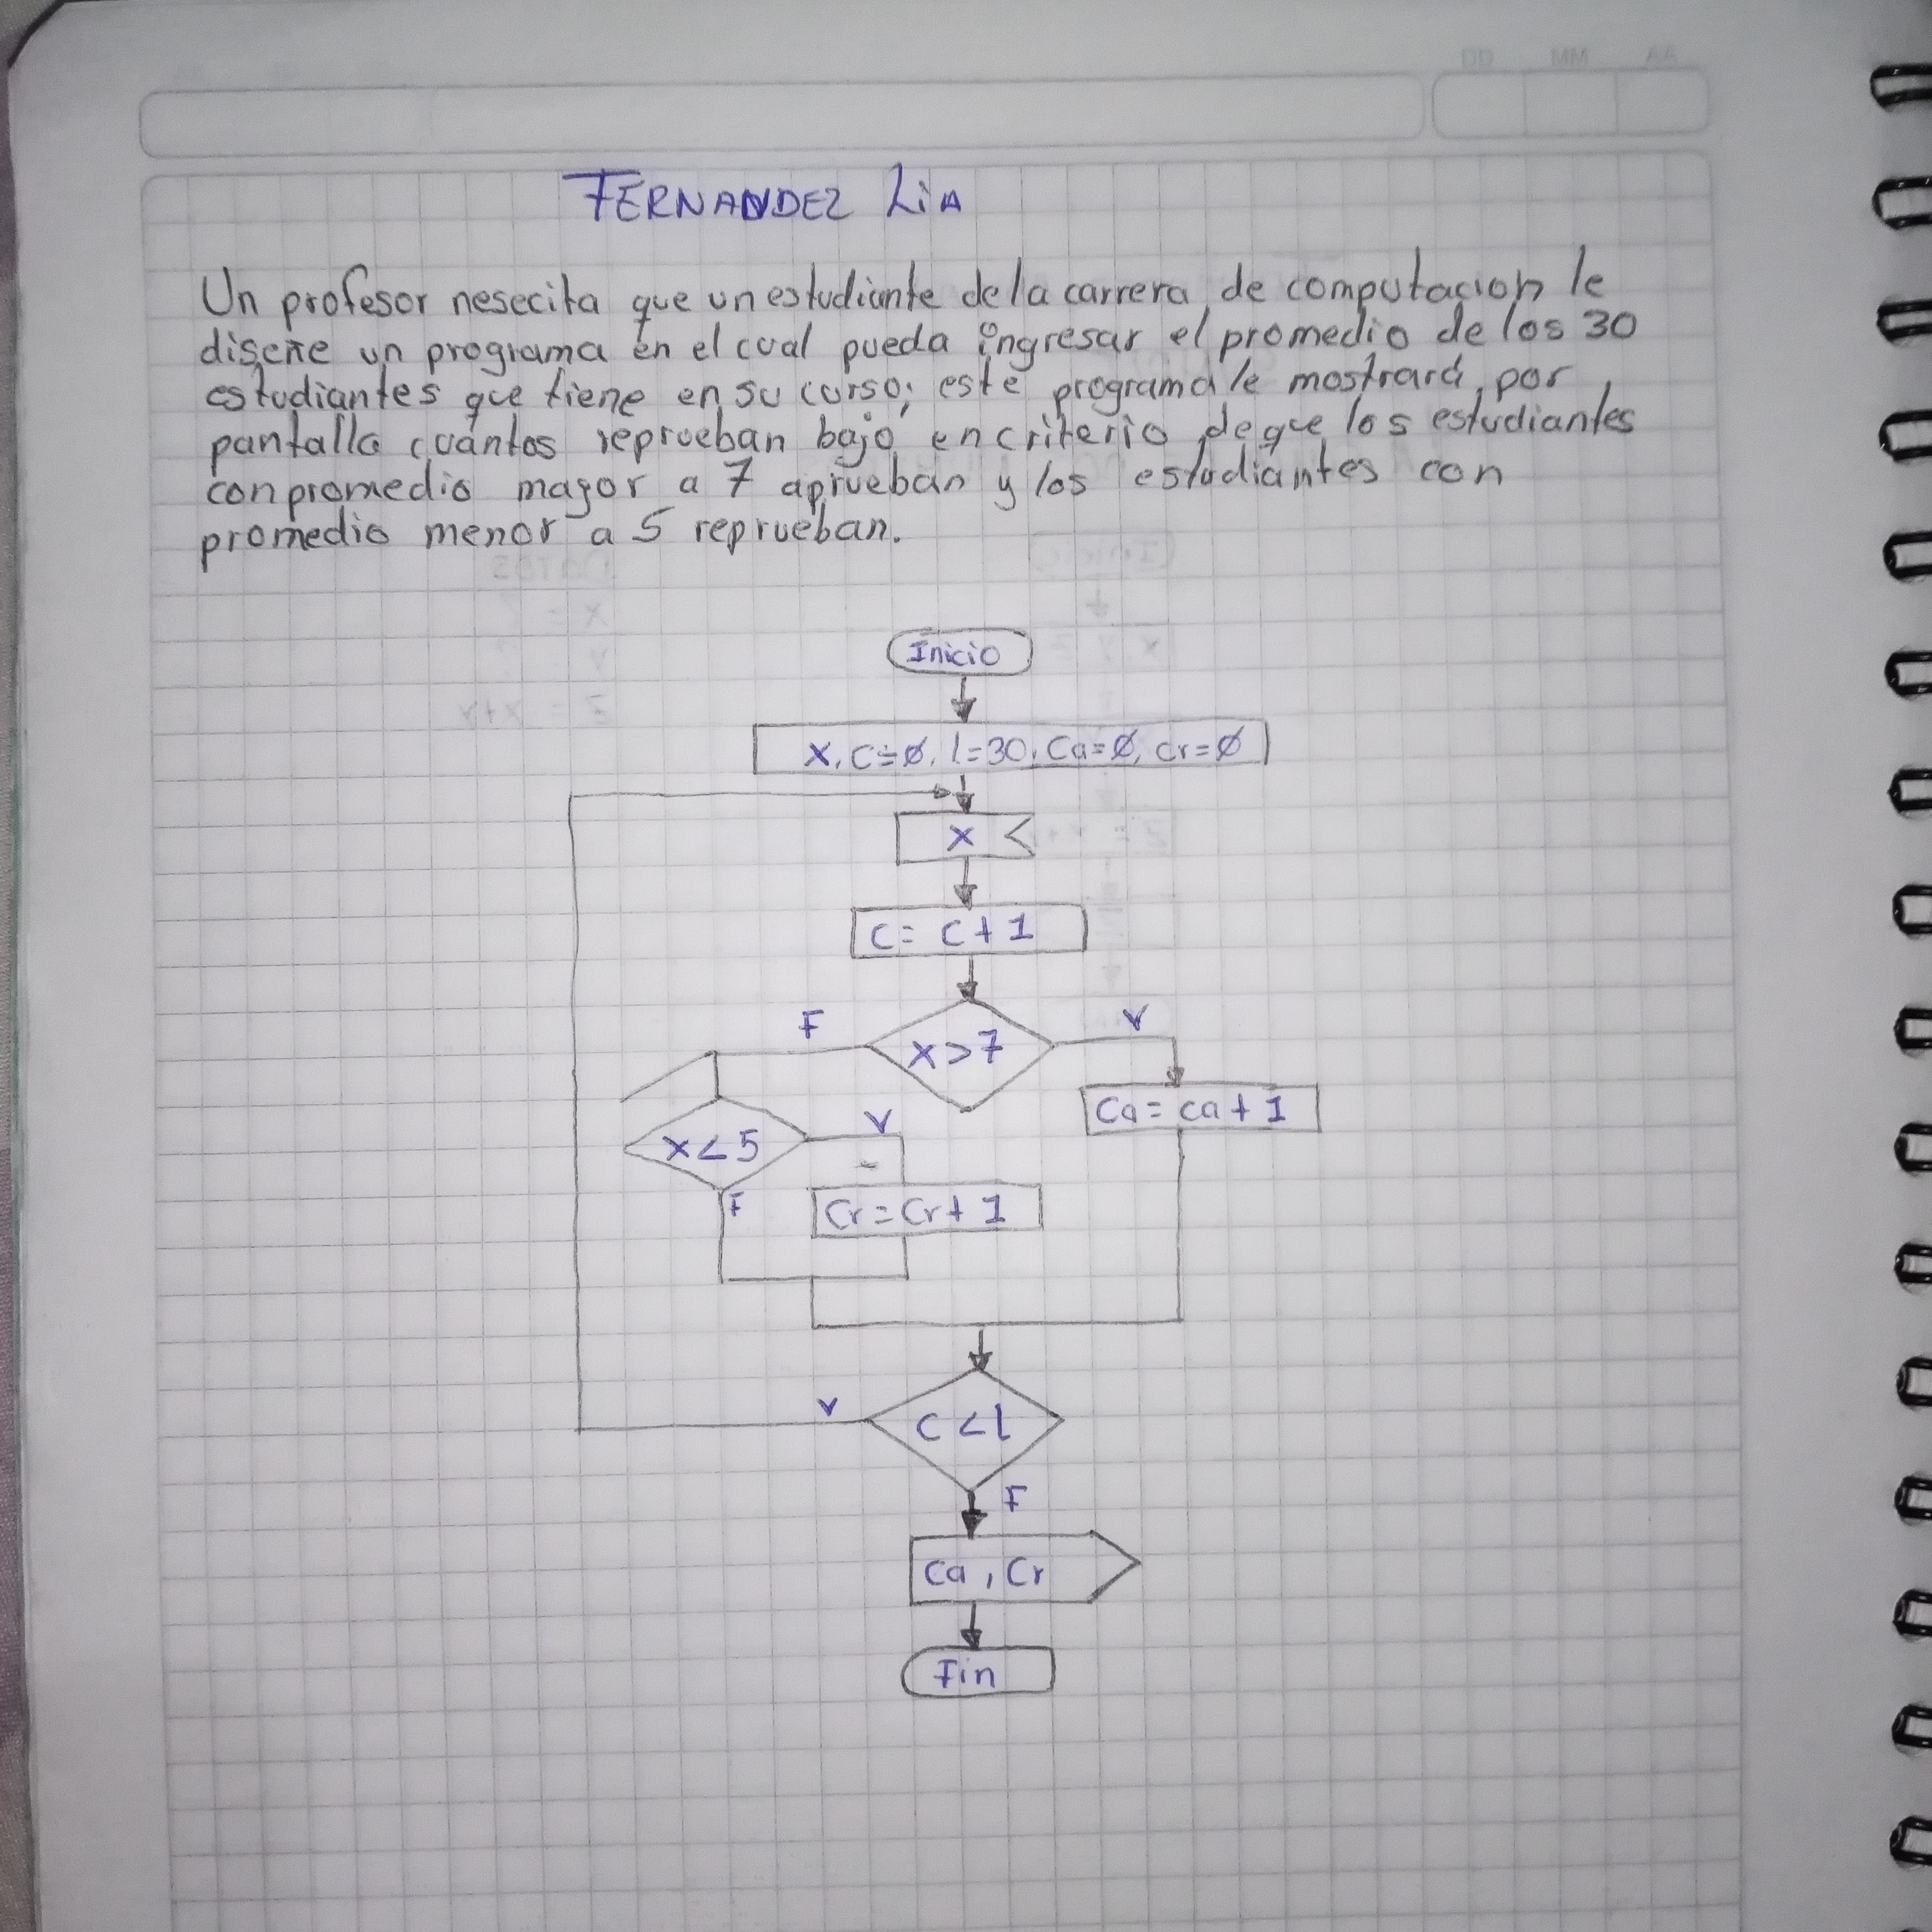 DD MM AA
FERNANDEZ LiA
Un profesor nesecita que un estudiante de la carrera de computacion le
diseñe un programa en el cual pueda ingresar el promedio de los 30
estudiantes que tiene en su curso; este programa le mostrará por
pantalla cuántos reprueban bajo en criterio de que los estudiantes
con promedio mayor a 7 aprueban y los estudiantes con
promedio menor a 5 reprueban.
Inicio
X, C=Ø, l=30, Ca=Ø, Cr=Ø
X
C = C + 1
F
X > 7
V
Ca = ca + 1
X < 5
V
F
Cr = Cr + 1
V
C < l
F
Ca, Cr
Fin